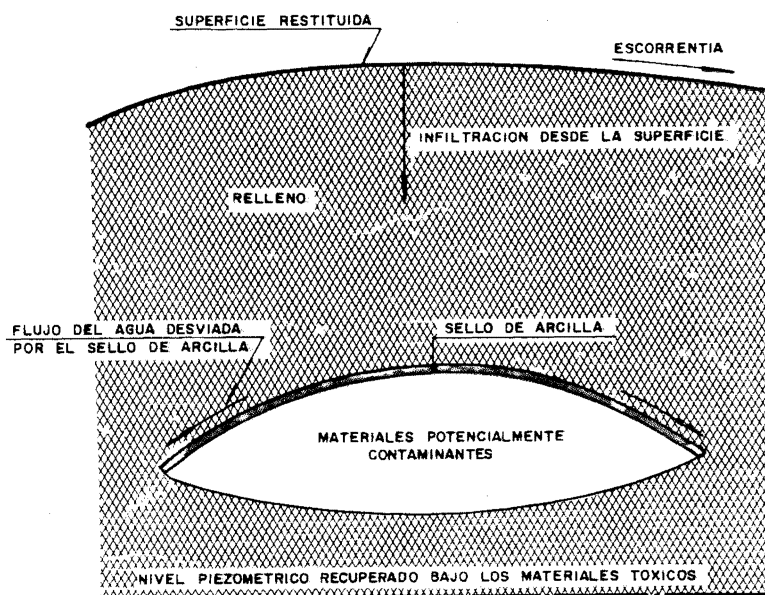 SUPERFICIE RESTITUIDA
ESCORRENTIA
INFILTRACION DESDE LA SUPERFICIE
RELLENO
FLUJO DEL AGUA DESVIADA
POR EL SELLO DE ARCILLA
SELLO DE ARCILLA
MATERIALES POTENCIALMENTE
CONTAMINANTES
NIVEL PIEZOMETRICO RECUPERADO BAJO LOS MATERIALES TOXICOS